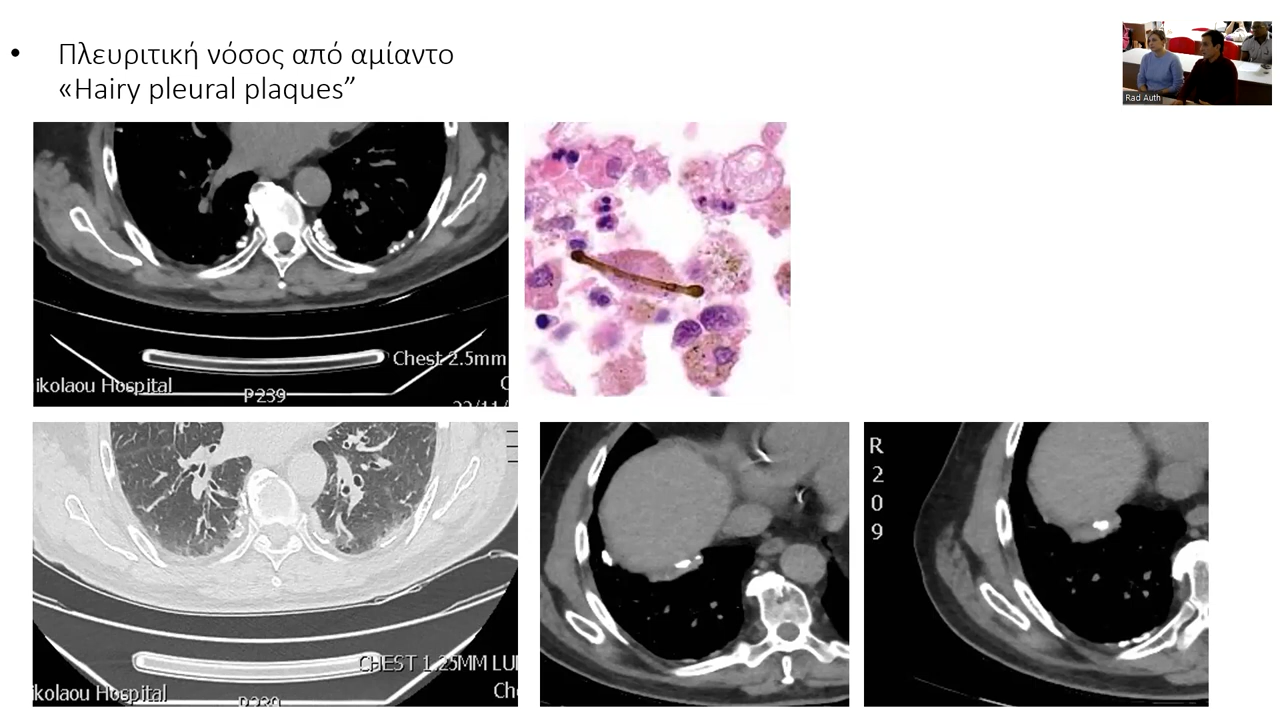 • Πλευριτική νόσος από αμίαντο
«Hairy pleural plaques”
Rad Auth
Chest 2.5mm
ikolaou Hospital
P239
CHEST 1.25MM LU
ikolaou Hospital
Che
R
2
0
9